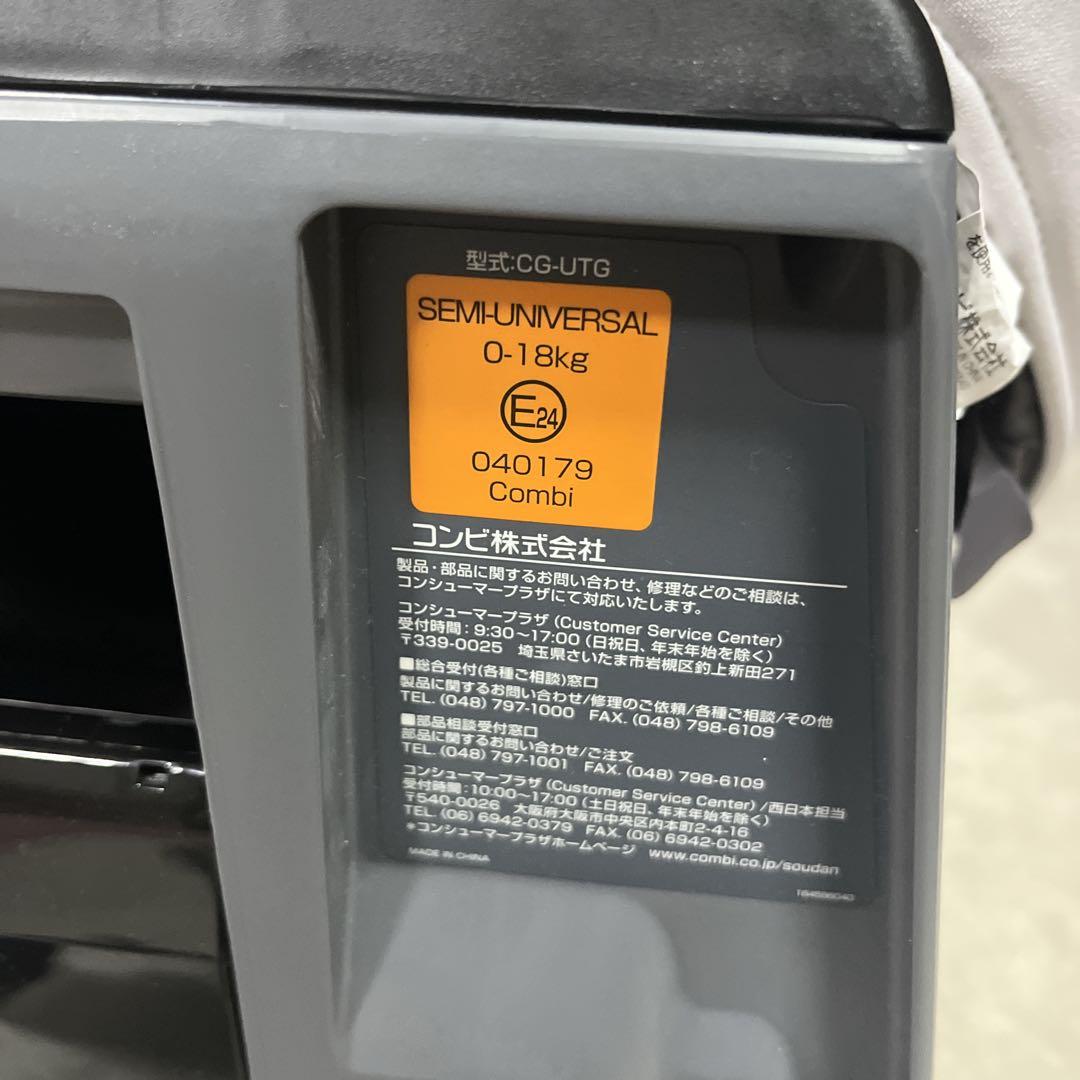 型式:CG-UTG
SEMI-UNIVERSAL
0-18kg
E24
040179
Combi
コンビ株式会社
製品・部品に関するお問い合わせ、修理などのご相談は、
コンシューマープラザにて対応いたします。
コンシューマープラザ (Customer Service Center)
受付時間:9:30～17:00 (日祝日、年末年始を除く)
〒339-0025 埼玉県さいたま市岩槻区釣上新田271
■総合受付(各種ご相談)窓口
製品に関するお問い合わせ/修理のご依頼/各種ご相談/その他
TEL. (048) 797-1000 FAX. (048) 798-6109
■部品相談受付窓口
部品に関するお問い合わせ/ご注文
TEL. (048) 797-1001 FAX. (048) 798-6109
コンシューマープラザ (Customer Service Center) /西日本担当
受付時間:10:00～17:00 (土日祝日、年末年始を除く)
〒540-0026 大阪府大阪市中央区内本町2-4-16
TEL. (06) 6942-0379 FAX. (06) 6942-0302
*コンシューマープラザホームページ www.combi.co.jp/soudan
MADE IN CHINA
を使用
ビ株式会社